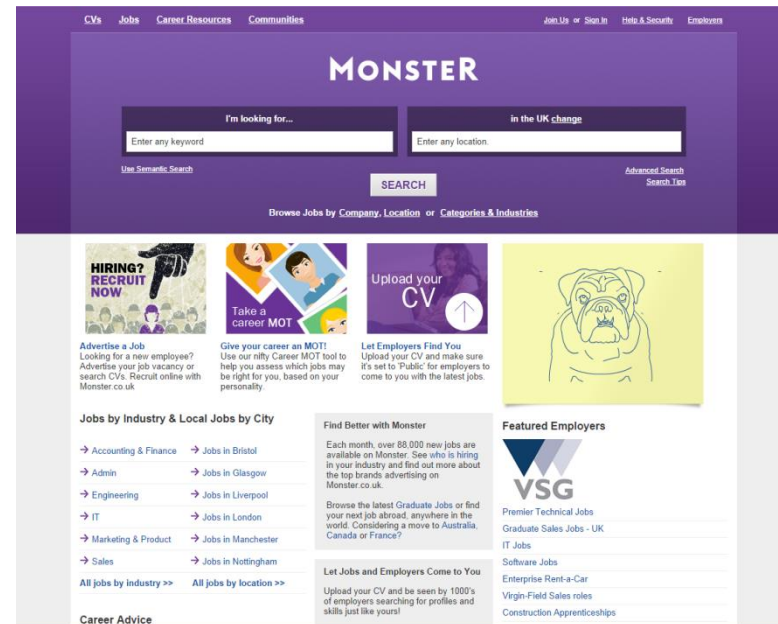 CVs Jobs Career Resources Communities
Join Us or Sign In Help & Security Employers
MONSTER
I'm looking for...
Enter any keyword
in the UK change
Enter any location.
Use Semantic Search
Advanced Search
Search Tips
SEARCH
Browse Jobs by Company, Location or Categories & Industries
HIRING?
RECRUIT
NOW
Advertise a Job
Looking for a new employee?
Advertise your job vacancy or
search CVs. Recruit online with
Monster.co.uk
Take a
career MOT
Give your career an MOT!
Use our nifty Career MOT tool to
help you assess which jobs may
be right for you, based on your
personality.
Upload your
CV
Let Employers Find You
Upload your CV and make sure
it's set to 'Public' for employers to
come to you with the latest jobs.
Jobs by Industry & Local Jobs by City
Accounting & Finance
Admin
Engineering
IT
Marketing & Product
Sales
All jobs by industry >>
Jobs in Bristol
Jobs in Glasgow
Jobs in Liverpool
Jobs in London
Jobs in Manchester
Jobs in Nottingham
All jobs by location >>
Career Advice
Find Better with Monster
Each month, over 88,000 new jobs are
available on Monster. See who is hiring
in your industry and find out more about
the top brands advertising on
Monster.co.uk.
Browse the latest Graduate Jobs or find
your next job abroad, anywhere in the
world. Considering a move to Australia,
Canada or France?
Let Jobs and Employers Come to You
Upload your CV and be seen by 1000's
of employers searching for profiles and
skills just like yours!
Featured Employers
VSG
Premier Technical Jobs
Graduate Sales Jobs - UK
IT Jobs
Software Jobs
Enterprise Rent-a-Car
Virgin-Field Sales roles
Construction Apprenticeships